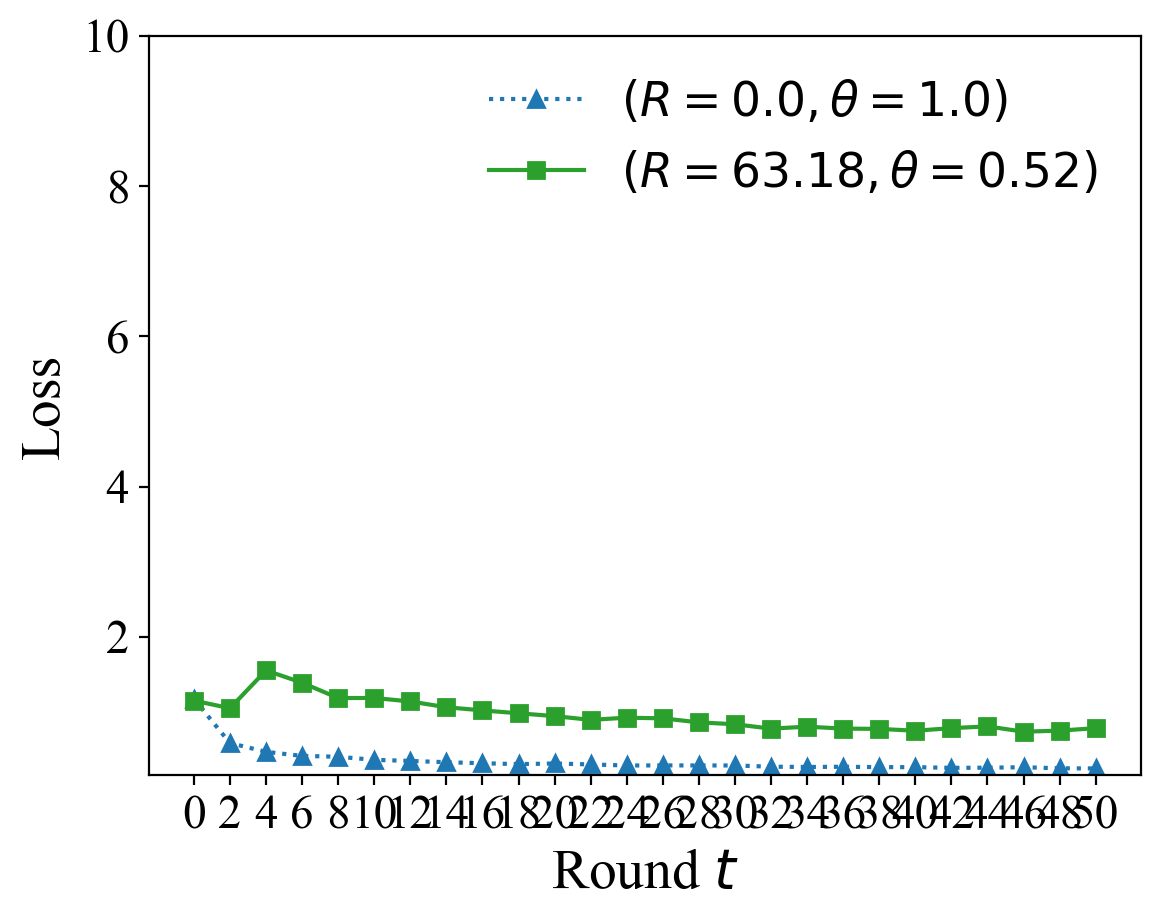 10
8
6
4
2
Loss
(R = 0.0, θ = 1.0)
(R = 63.18, θ = 0.52)
0 2 4 6 8 10 12 14 16 18 20 22 24 26 28 30 32 34 36 38 40 42 44 46 48 50
Round t